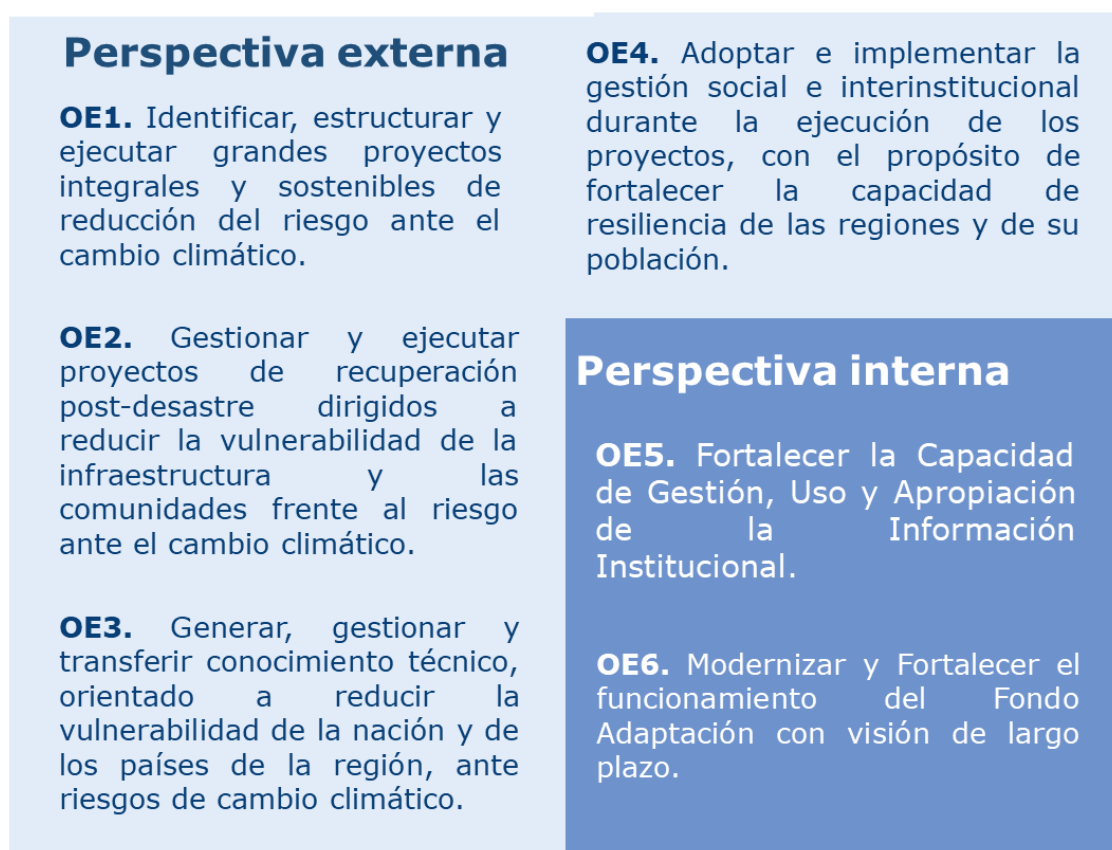 Perspectiva externa
OE1. Identificar, estructurar y
ejecutar grandes proyectos
integrales y sostenibles de
reducción del riesgo ante el
cambio climático.
OE2. Gestionar y ejecutar
proyectos de recuperación
post-desastre dirigidos a
reducir la vulnerabilidad de la
infraestructura y las
comunidades frente al riesgo
ante el cambio climático.
OE3. Generar, gestionar y
transferir conocimiento técnico,
orientado a reducir la
vulnerabilidad de la nación y de
los países de la región, ante
riesgos de cambio climático.
OE4. Adoptar e implementar la
gestión social e interinstitucional
durante la ejecución de los
proyectos, con el propósito de
fortalecer la capacidad de
resiliencia de las regiones y de su
población.
Perspectiva interna
OE5. Fortalecer la Capacidad
de Gestión, Uso y Apropiación
de la Información
Institucional.
OE6. Modernizar y Fortalecer el
funcionamiento del Fondo
Adaptación con visión de largo
plazo.